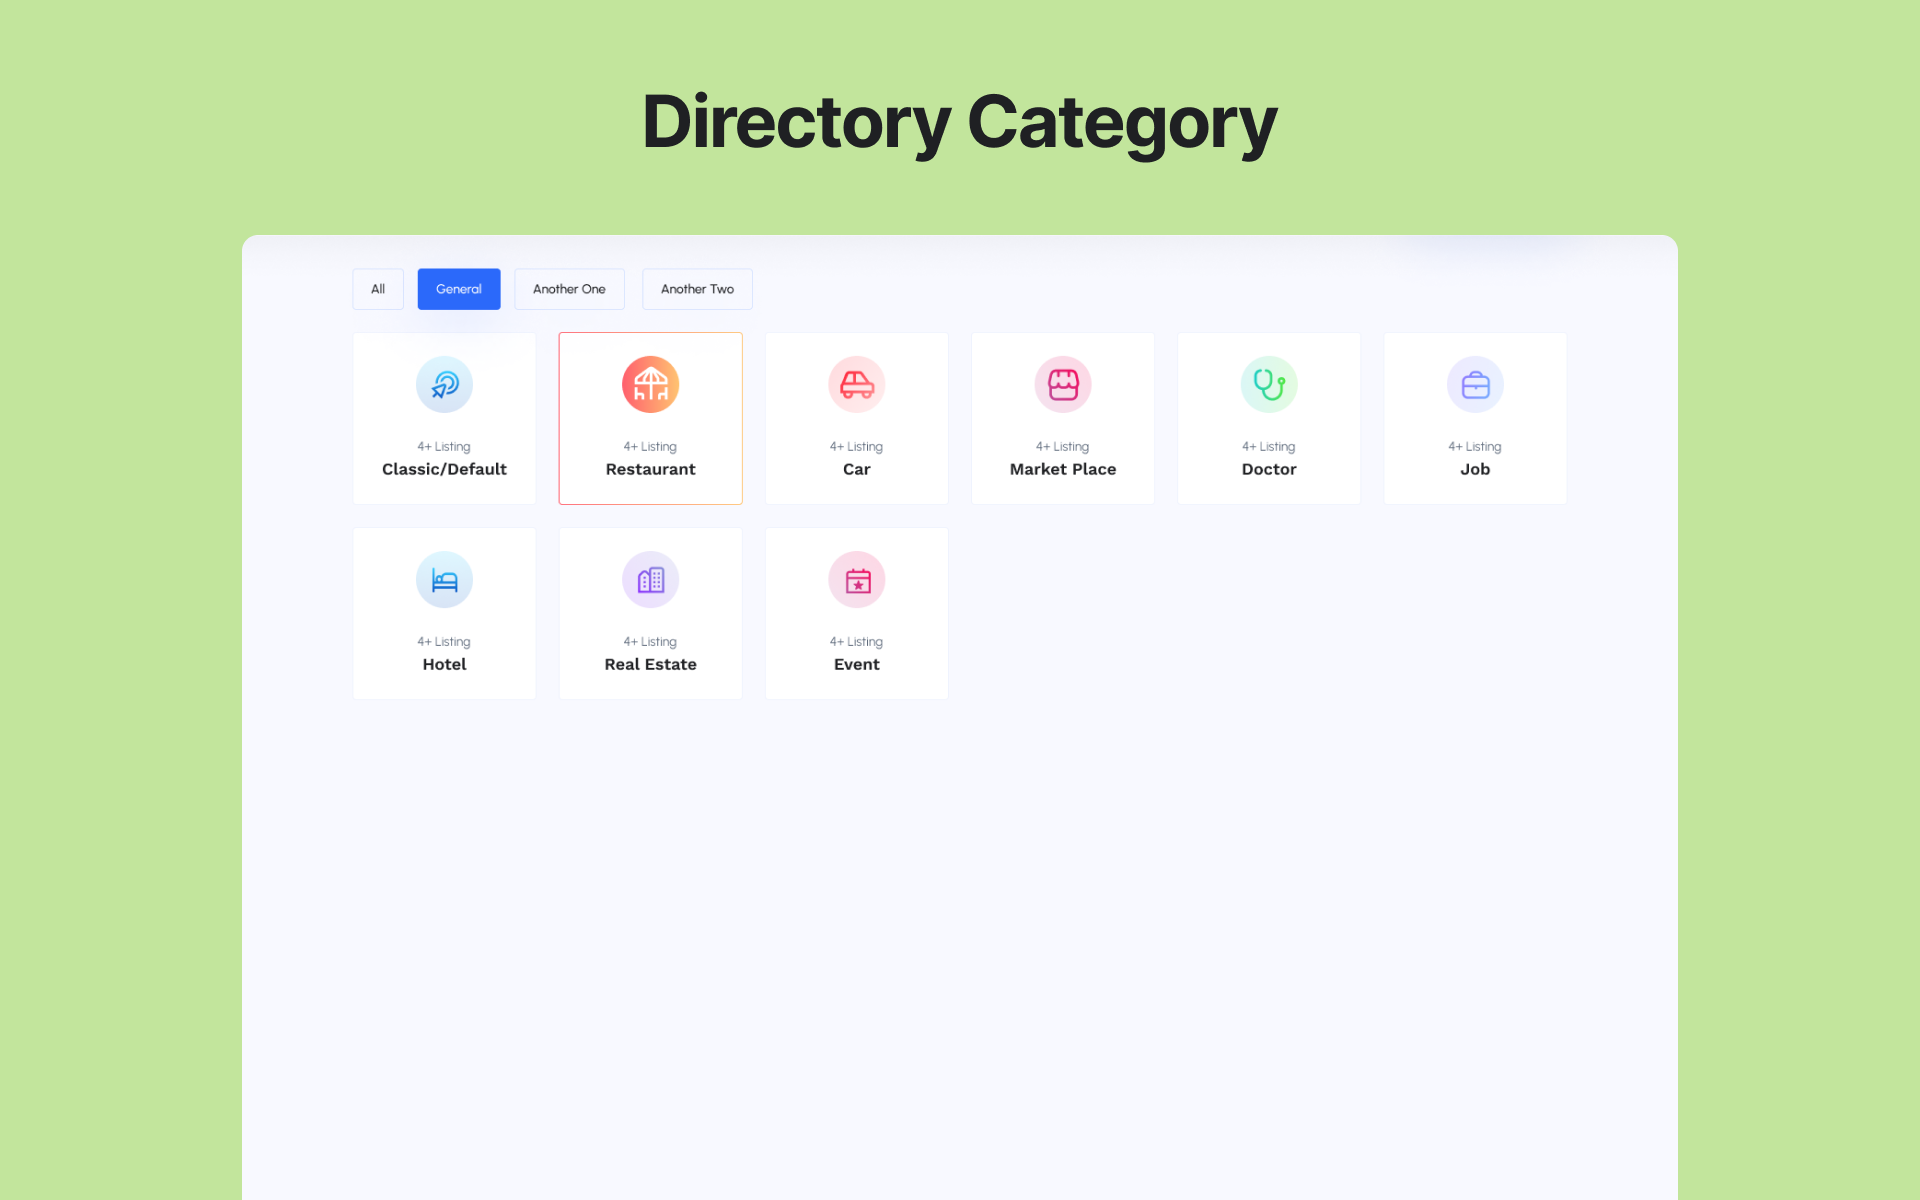 Directory Category
All
General
Another One
Another Two
4+ Listing
Classic/Default
4+ Listing
Restaurant
4+ Listing
Car
4+ Listing
Market Place
4+ Listing
Doctor
4+ Listing
Job
4+ Listing
Hotel
4+ Listing
Real Estate
4+ Listing
Event